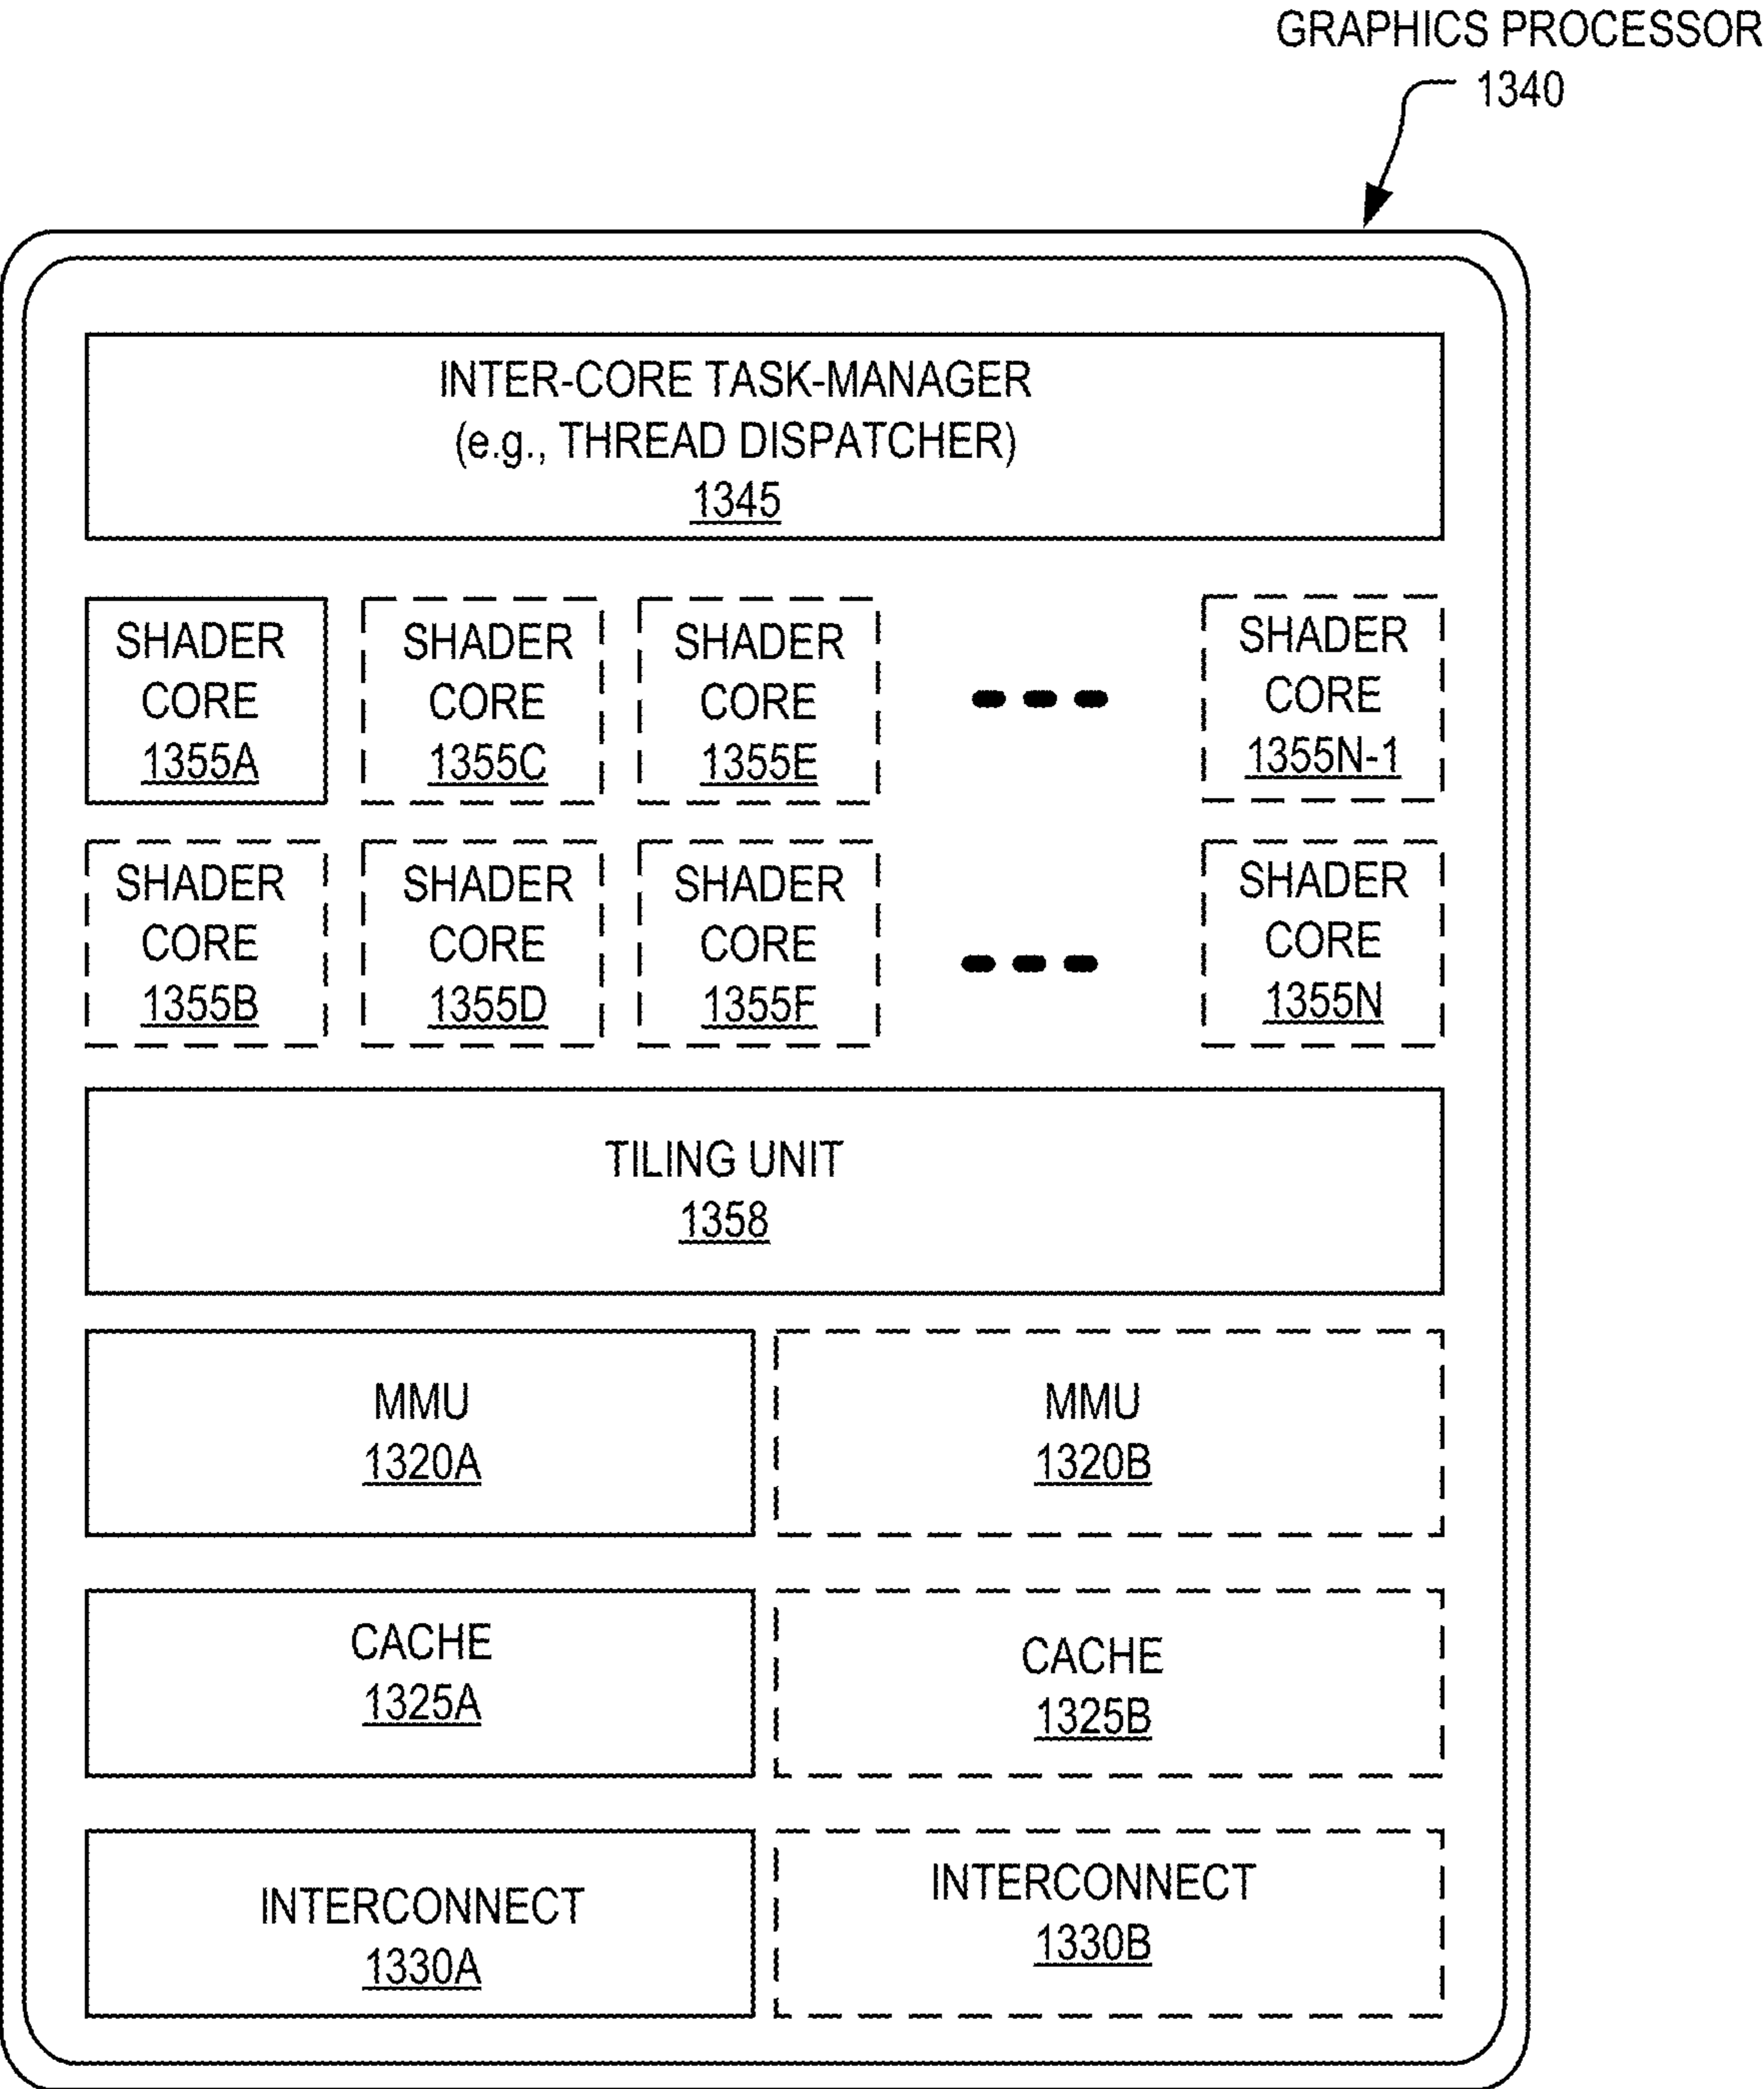 GRAPHICS PROCESSOR
1340
INTER-CORE TASK-MANAGER
(e.g., THREAD DISPATCHER)
1345
SHADER
CORE
1355A
SHADER
CORE
1355C
SHADER
CORE
1355E
SHADER
CORE
1355N-1
SHADER
CORE
1355B
SHADER
CORE
1355D
SHADER
CORE
1355F
SHADER
CORE
1355N
TILING UNIT
1358
MMU
1320A
MMU
1320B
CACHE
1325A
CACHE
1325B
INTERCONNECT
1330A
INTERCONNECT
1330B